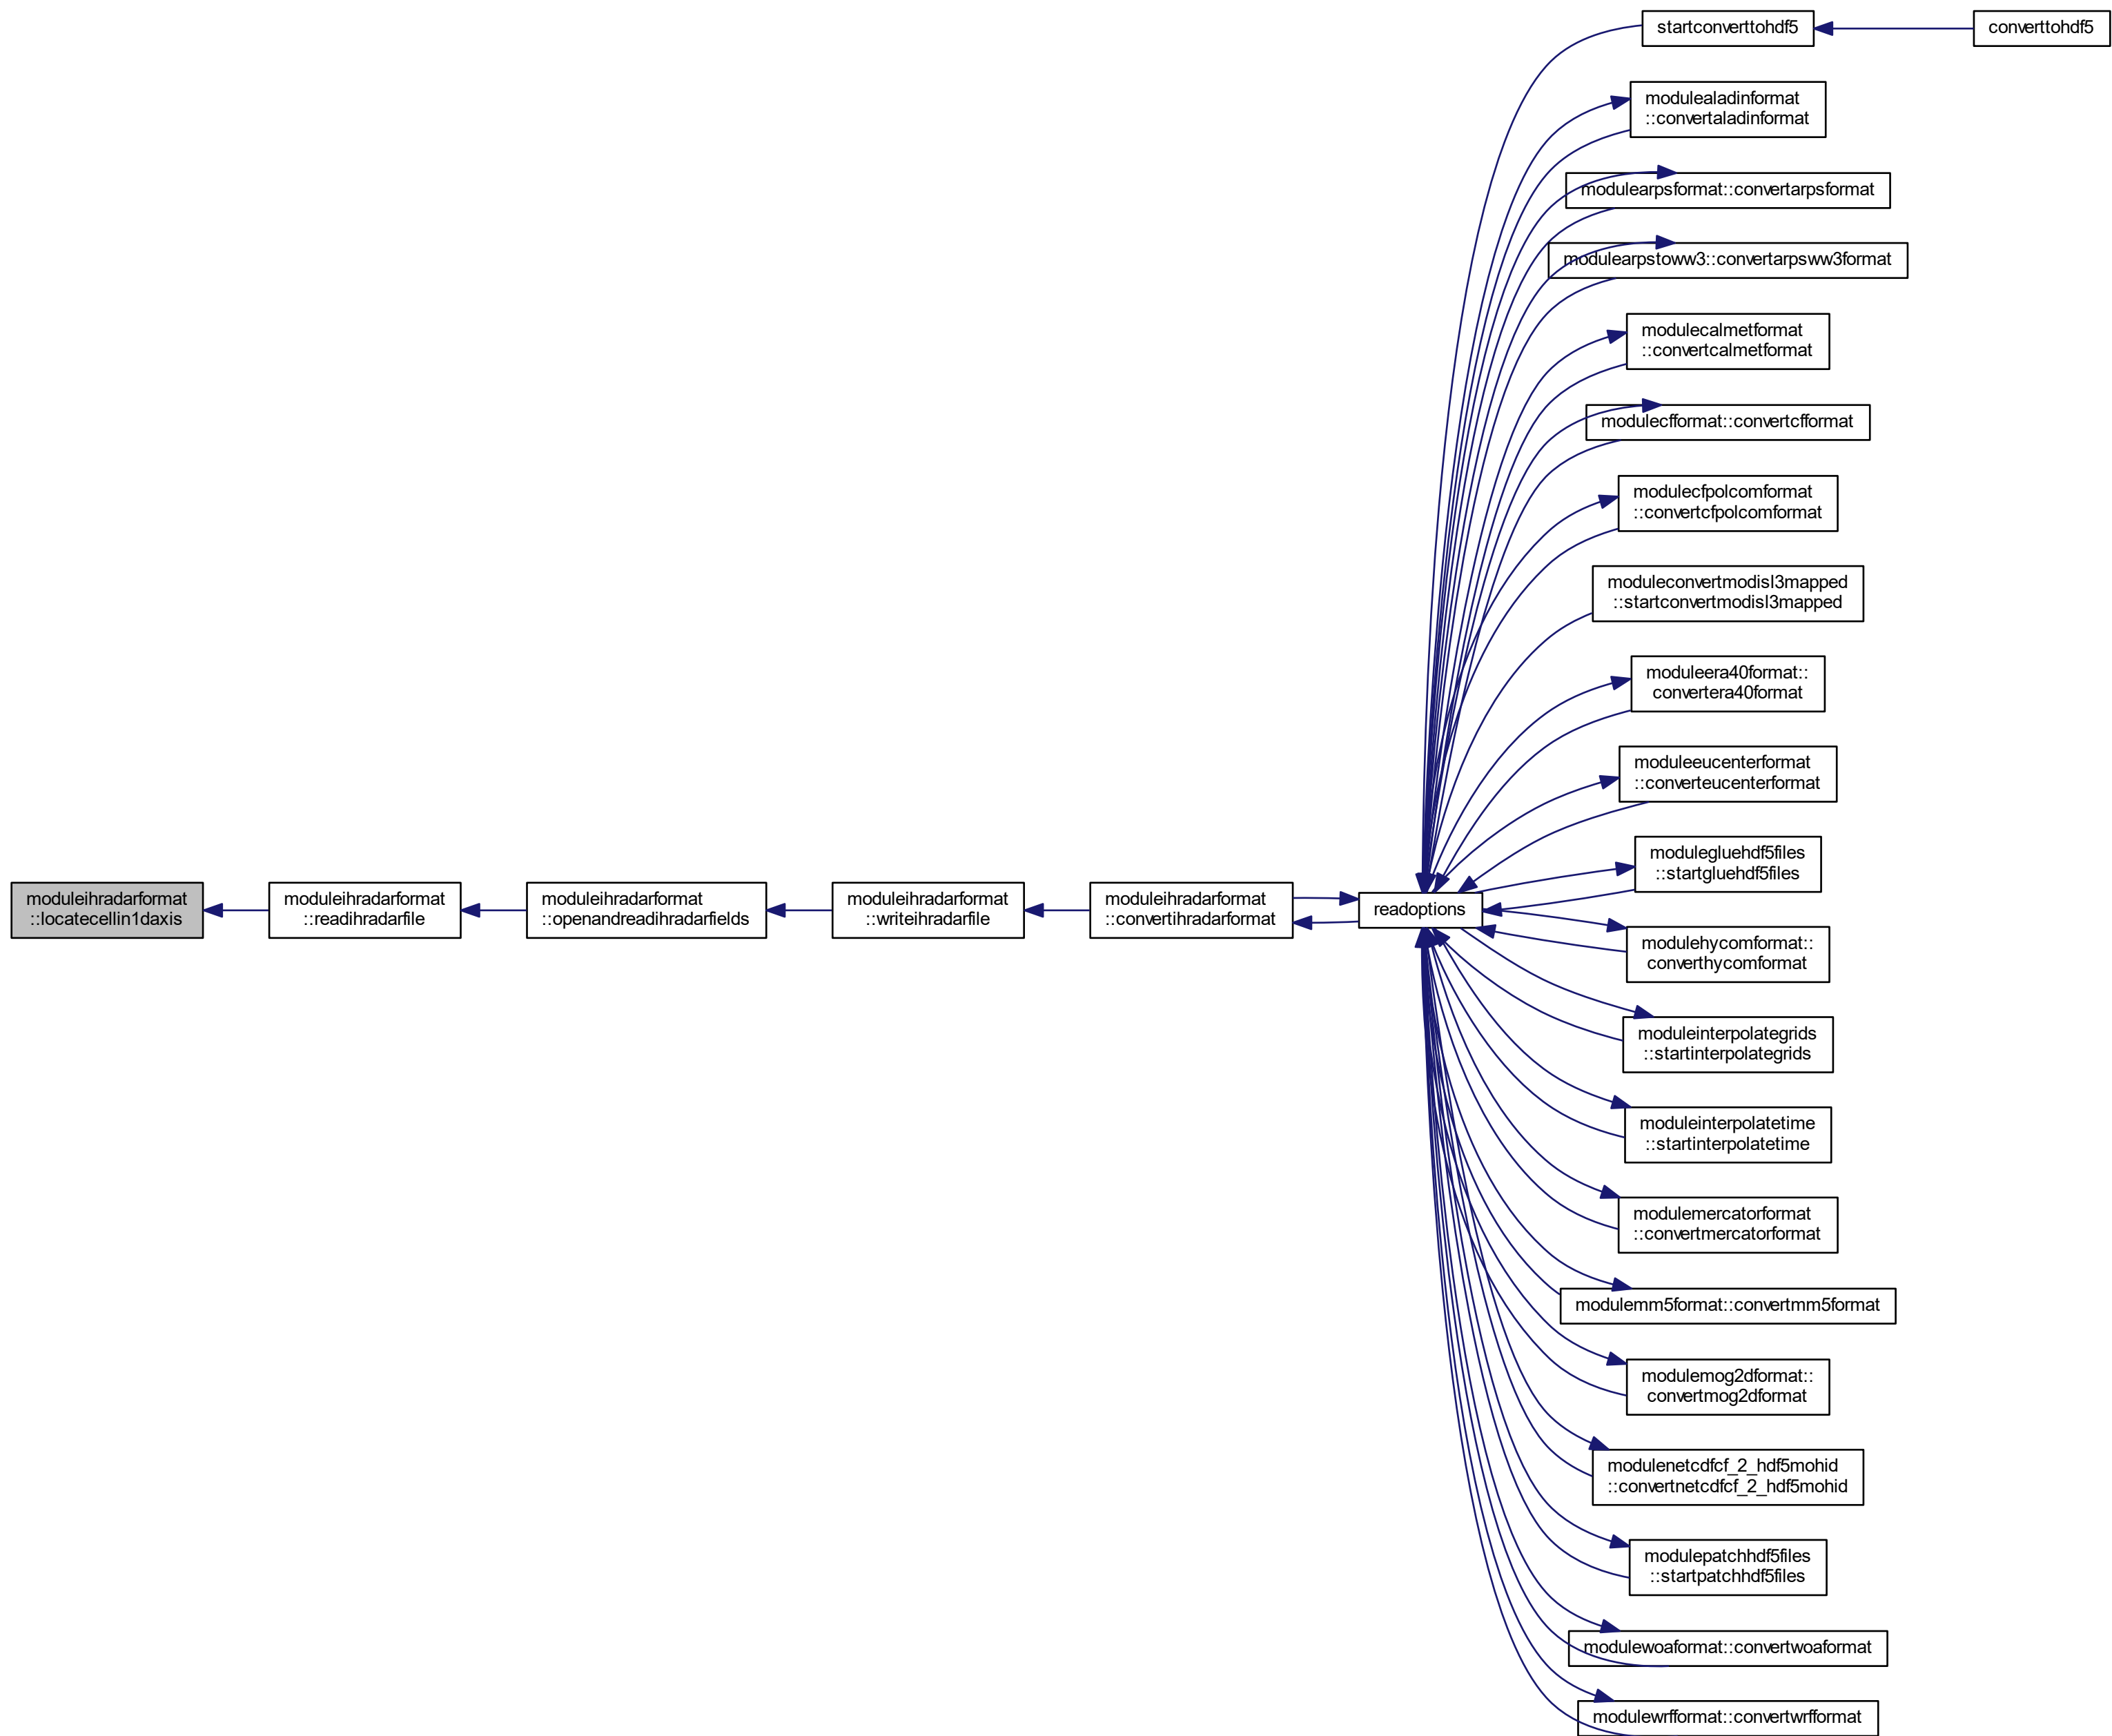 startconverttohdf5
converttohdf5
modulealadinformat
::convertaladinformat
modulearpsformat::convertarpsformat
modulearpstoww3::convertarpsww3format
modulecalmetformat
::convertcalmetformat
modulecfformat::convertcfformat
modulecfpolcomformat
::convertcfpolcomformat
moduleconvertmodisl3mapped
::startconvertmodisl3mapped
moduleera40format::
convertera40format
moduleeucenterformat
::converteucenterformat
modulegluehdf5files
::startgluehdf5files
moduleihradarformat
::locatecellin1daxis
moduleihradarformat
::readihradarfile
moduleihradarformat
::openandreadihradarfields
moduleihradarformat
::writeihradarfile
moduleihradarformat
::convertihradarformat
readoptions
modulehycomformat::
converthycomformat
moduleinterpolategrids
::startinterpolategrids
moduleinterpolatetime
::startinterpolatetime
modulemercatorformat
::convertmercatorformat
modulemm5format::convertmm5format
modulemog2dformat::
convertmog2dformat
modulenetcdfcf_2_hdf5mohid
::convertnetcdfcf_2_hdf5mohid
modulepatchhdf5files
::startpatchhdf5files
modulewoaformat::convertwoaformat
modulewrfformat::convertwrfformat